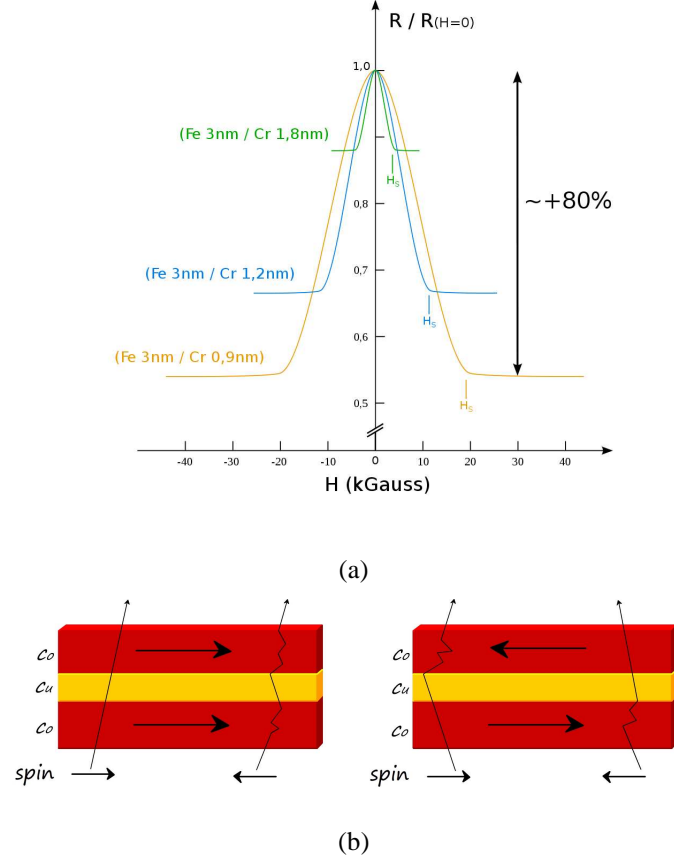 R / R(H=0)
1,0
(Fe 3nm / Cr 1,8nm)
Hs
0,8
~+80%
(Fe 3nm / Cr 1,2nm)
0,7
Hs
0,6
(Fe 3nm / Cr 0,9nm)
Hs
0,5
-40 -30 -20 -10 0 10 20 30 40
H (kGauss)
(a)
Co Co
Cu Cu
Co Co
spin spin
(b)